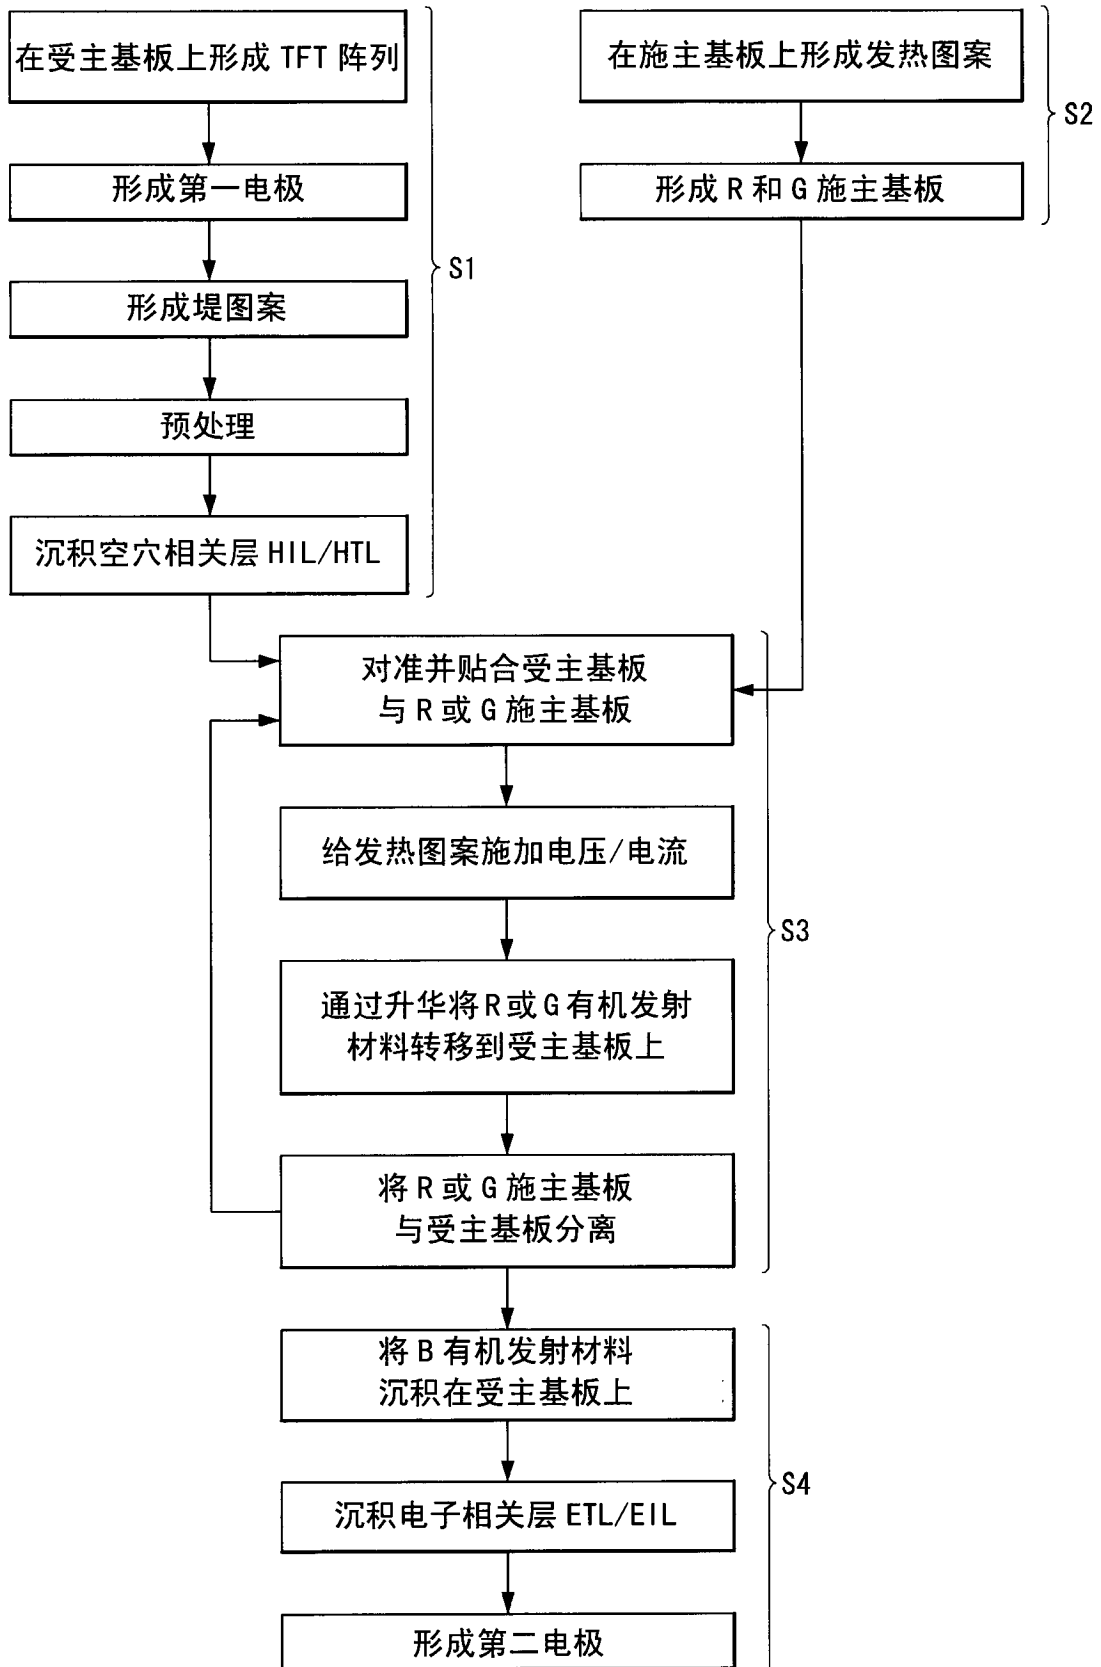 在受主基板上形成 TFT 阵列
形成第一电极
形成堤图案
预处理
沉积空穴相关层 HIL/HTL
S1
在施主基板上形成发热图案
形成 R 和 G 施主基板
S2
对准并贴合受主基板
与 R 或 G 施主基板
给发热图案施加电压/电流
通过升华将 R 或 G 有机发射
材料转移到受主基板上
将 R 或 G 施主基板
与受主基板分离
S3
将 B 有机发射材料
沉积在受主基板上
沉积电子相关层 ETL/EIL
形成第二电极
S4